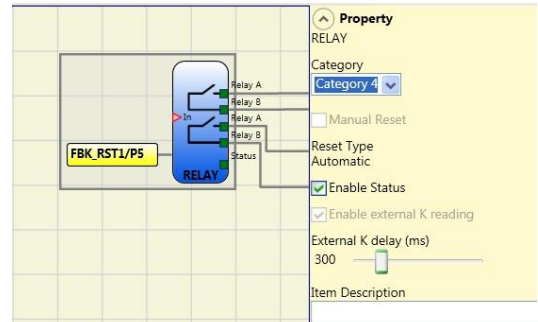 Relay A
Relay B
In
Relay A
Relay B
Status
FBK_RST1/P5
RELAY
Property
RELAY
Category
Category 4
Manual Reset
Reset Type
Automatic
Enable Status
Enable external K reading
External K delay (ms)
300
Item Description